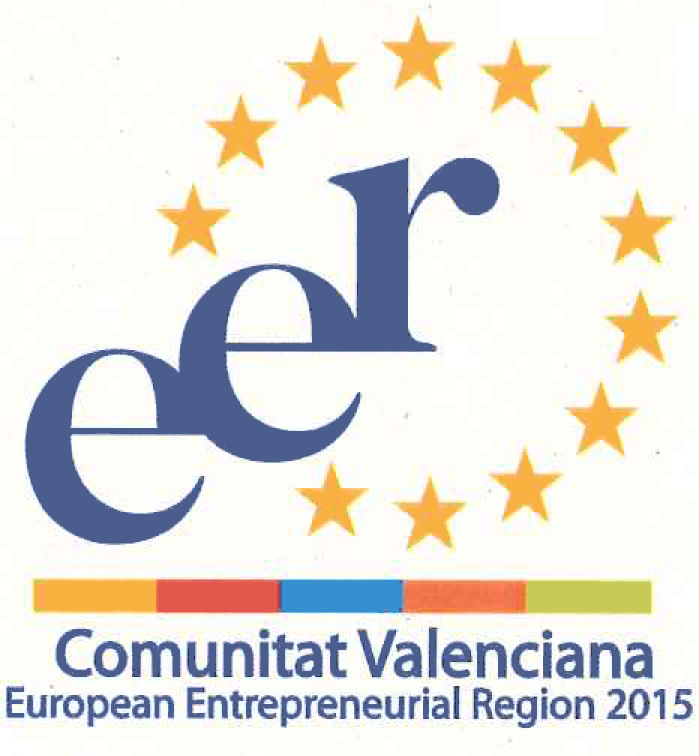 eer
Comunitat Valenciana
European Entrepreneurial Region 2015